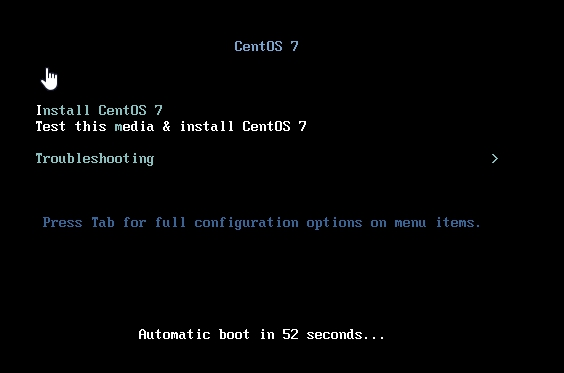 CentOS 7
Install CentOS 7
Test this media & install CentOS 7
Troubleshooting >
Press Tab for full configuration options on menu items.
Automatic boot in 52 seconds...